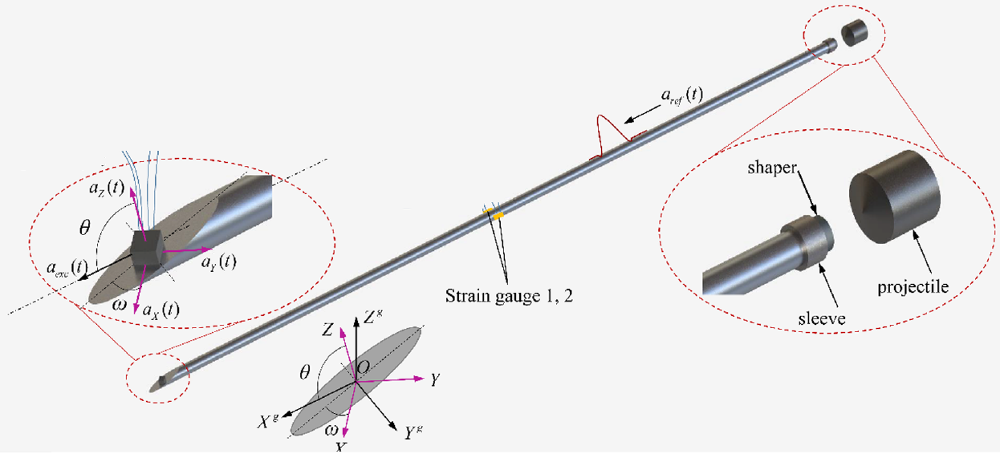 a_ref(t)
shaper
projectile
sleeve
Strain gauge 1, 2
a_Z(t)
θ
a_exc(t)
a_Y(t)
ω
a_X(t)
Z
Z^g
θ
O
Y
X^g
ω
X
Y^g